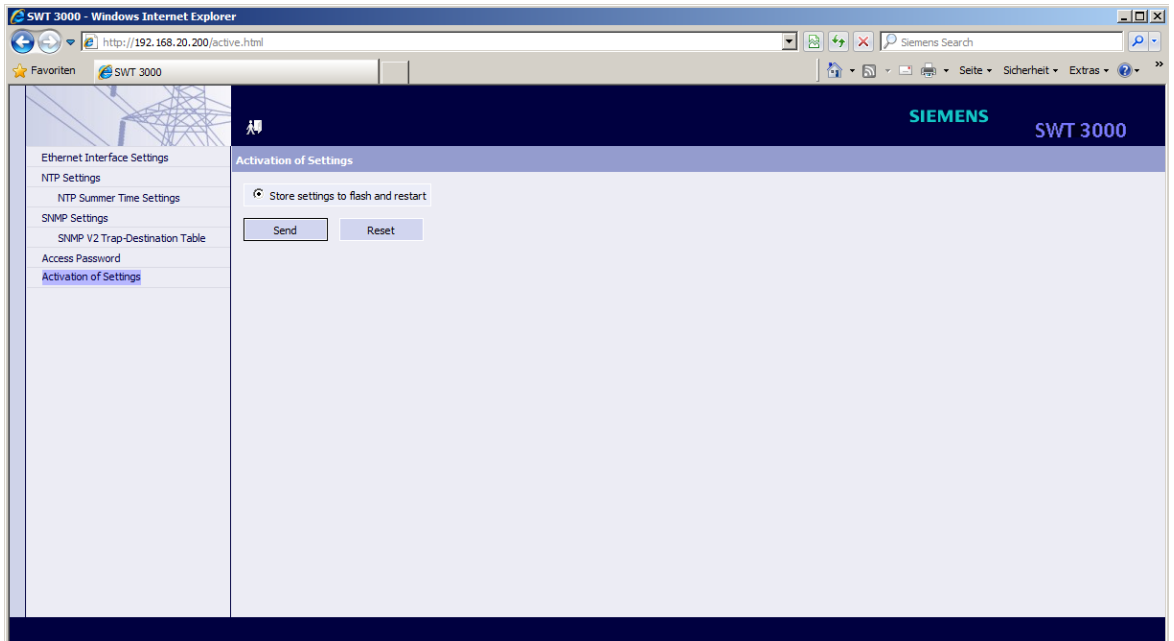 SWT 3000 - Windows Internet Explorer
http://192.168.20.200/active.html
Siemens Search
Favoriten
SWT 3000
Seite
Sicherheit
Extras
»
SIEMENS
SWT 3000
Ethernet Interface Settings
NTP Settings
NTP Summer Time Settings
SNMP Settings
SNMP V2 Trap-Destination Table
Access Password
Activation of Settings
Activation of Settings
Store settings to flash and restart
Send
Reset